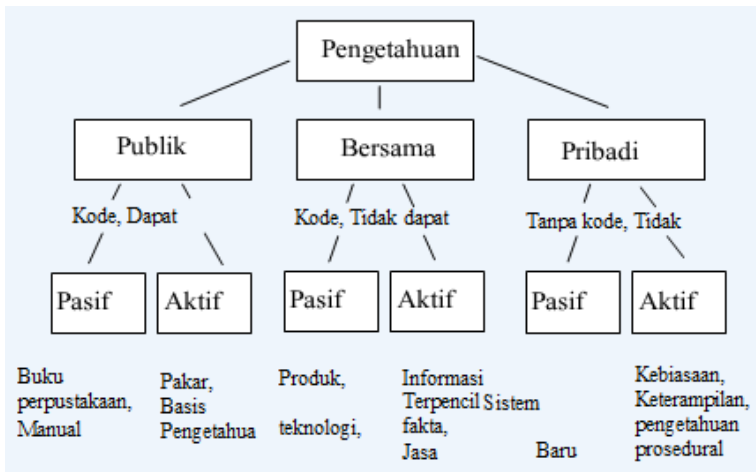 Pengetahuan
Publik
Bersama
Pribadi
Kode, Dapat
Kode, Tidak dapat
Tanpa kode, Tidak
Pasif
Aktif
Pasif
Aktif
Pasif
Aktif
Buku
perpustakaan,
Manual
Pakar,
Basis
Pengetahua
Produk,
teknologi,
Informasi
Terpencil Sistem
fakta,
Jasa
Baru
Kebiasaan,
Keterampilan,
pengetahuan
prosedural